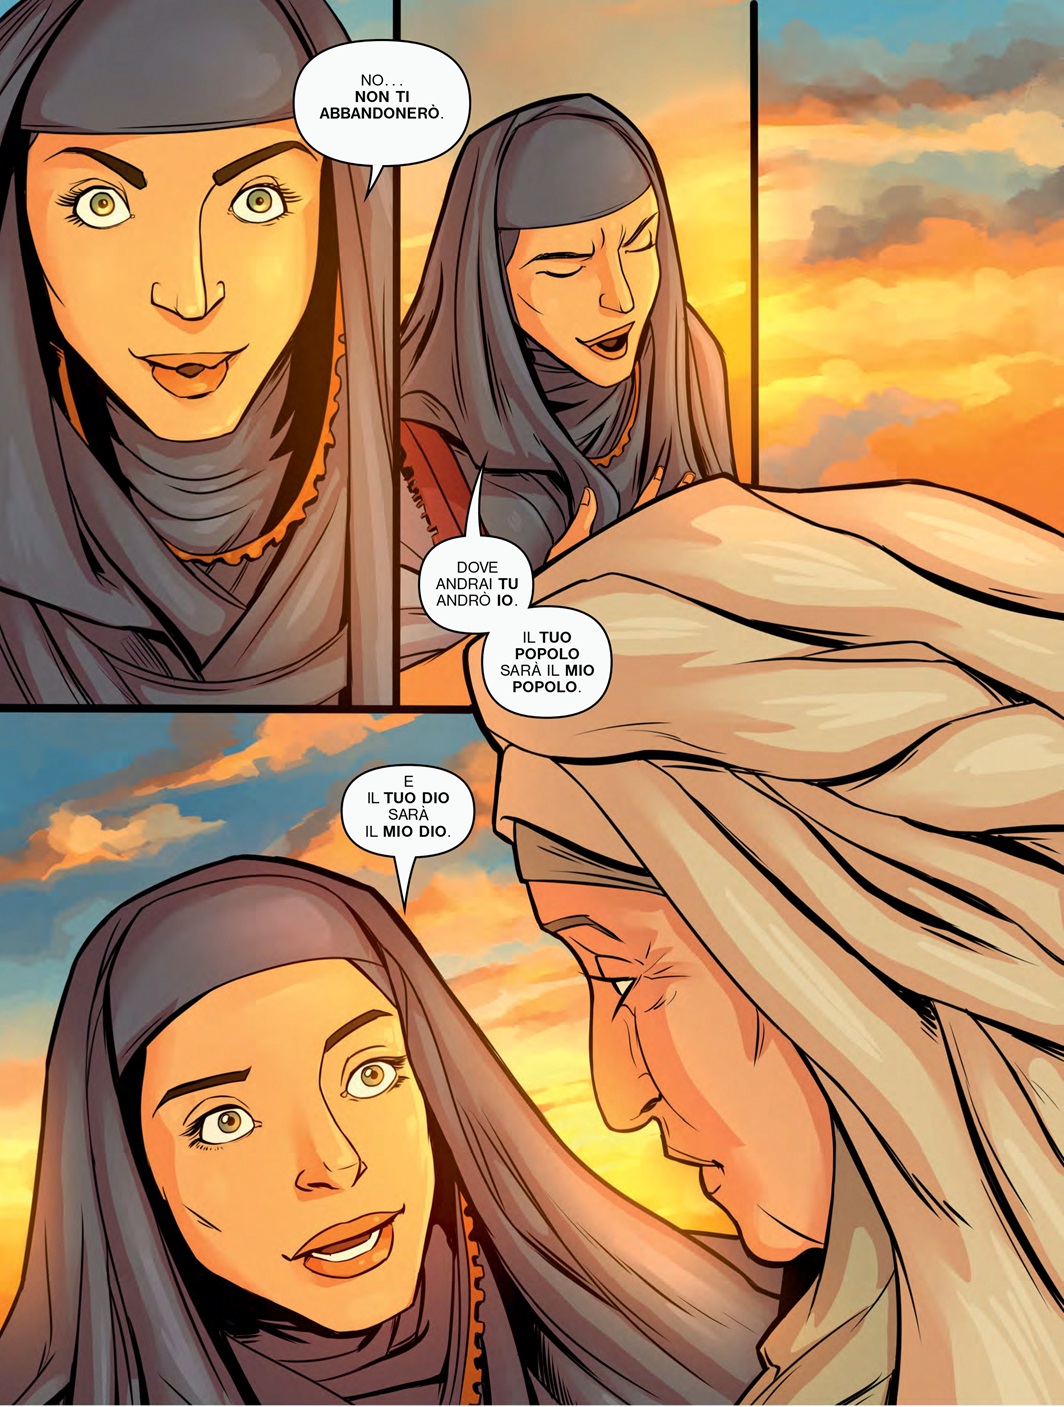 NO...
NON TI
ABBANDONERÒ.
DOVE
ANDRAI TU
ANDRÒ IO.
IL TUO
POPOLO
SARÀ IL MIO
POPOLO.
E
IL TUO DIO
SARÀ
IL MIO DIO.